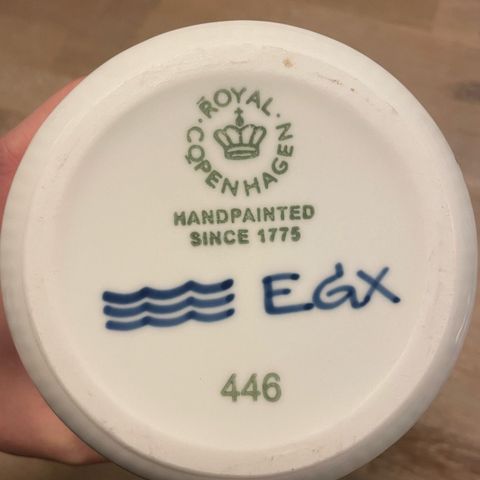 ROYAL
COPENHAGEN
HANDPAINTED
SINCE 1775
EGX
446